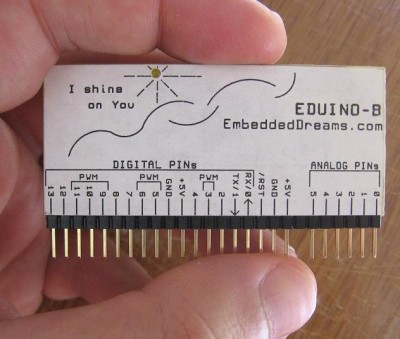 I shine
on You
EDUINO-B
EmbeddedDreams.com
DIGITAL PINs
ANALOG PINs
PWM PWM PWM
13 12 11 10 9 8 7 6 5 GND +5V 4 3 2 TX/1 RX/0 /RST GND +5V 5 4 3 2 1 0